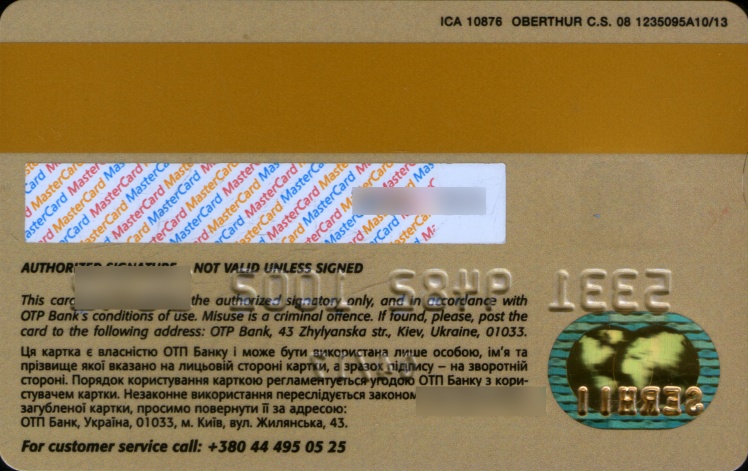 ICA 10876 OBERTHUR C.S. 08 1235095A10/13
MasterCard MasterCard MasterCard MasterCard
AUTHORIZED SIGNATURE NOT VALID UNLESS SIGNED
This card the authorized signatory only, and in accordance with
OTP Bank's conditions of use. Misuse is a criminal offence. If found, please, post the
card to the following address: OTP Bank, 43 Zhylyanska str., Kiev, Ukraine, 01033.
Ця картка є власністю ОТП Банку і може бути використана лише особою, ім'я та
прізвище якої вказано на лицьовій стороні картки, а зразок підпису – на зворотній
стороні. Порядок користування карткою регламентується угодою ОТП Банку з кори-
стувачем картки. Незаконне використання переслідується законом
загубленої картки, просимо повернути її за адресою:
ОТП Банк, Україна, 01033, м. Київ, вул. Жилянська, 43.
SERHII
For customer service call: +380 44 495 05 25